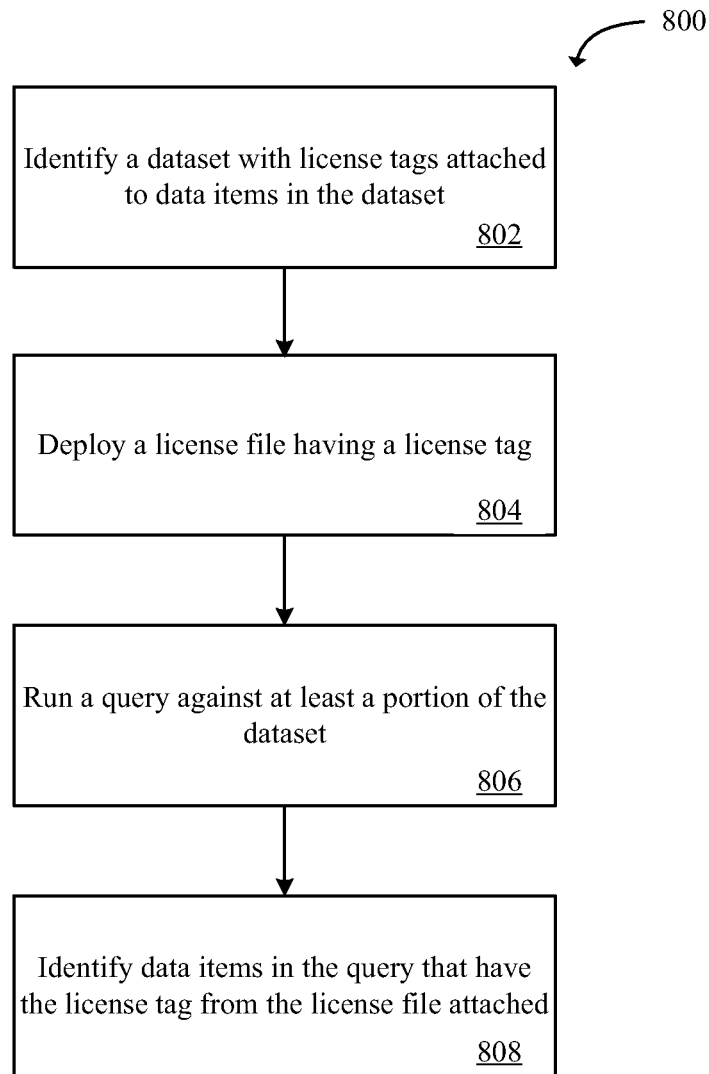 800
Identify a dataset with license tags attached
to data items in the dataset
802
Deploy a license file having a license tag
804
Run a query against at least a portion of the
dataset
806
Identify data items in the query that have
the license tag from the license file attached
808